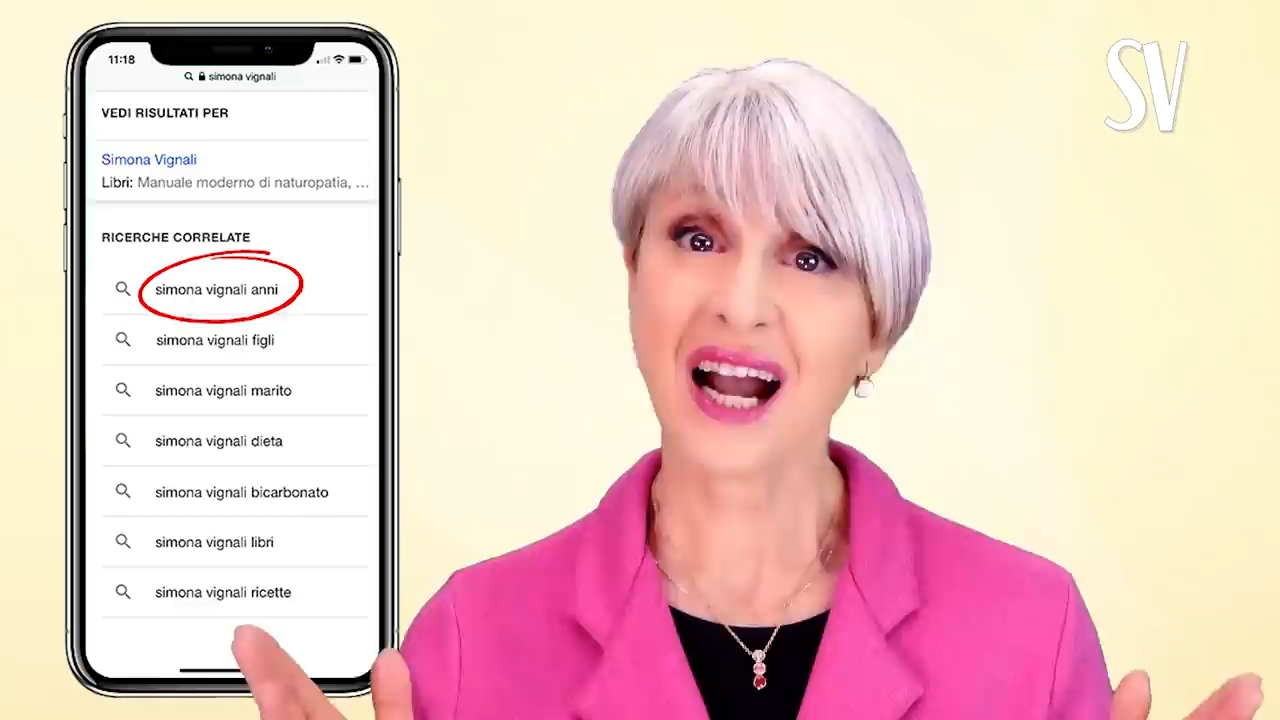 11:18
simona vignali
VEDI RISULTATI PER
Simona Vignali
Libri: Manuale moderno di naturopatia, ...
RICERCHE CORRELATE
simona vignali anni
simona vignali figli
simona vignali marito
simona vignali dieta
simona vignali bicarbonato
simona vignali libri
simona vignali ricette
SV